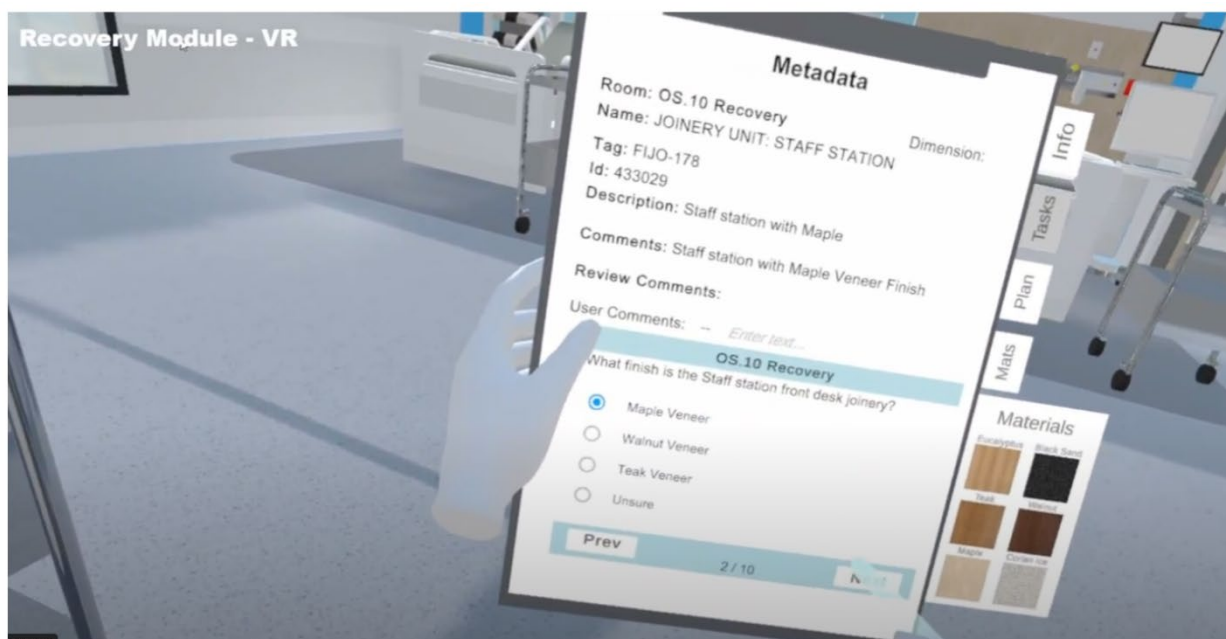 Recovery Module - VR
Metadata
Room: OS.10 Recovery
Name: JOINERY UNIT: STAFF STATION
Dimension:
Tag: FIJO-178
Id: 433029
Description: Staff station with Maple
Comments: Staff station with Maple Veneer Finish
Review Comments:
User Comments: -- Enter text...
OS.10 Recovery
What finish is the Staff station front desk joinery?
Maple Veneer
Walnut Veneer
Teak Veneer
Unsure
Prev
2 / 10
Next
Info
Tasks
Plan
Mats
Materials
Eucalyptus
Black Sand
Teak
Walnut
Maple
Corian Ice